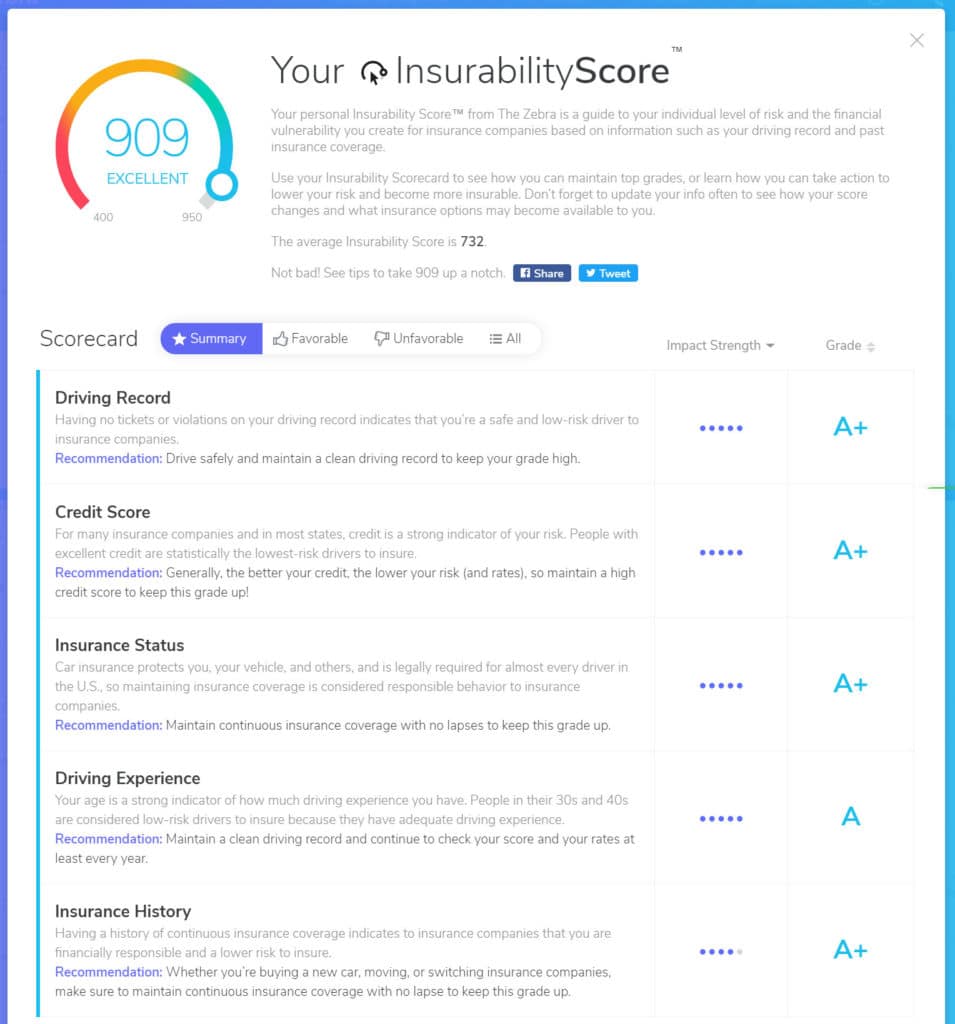 Your InsurabilityScore™
909
EXCELLENT
400 950
Your personal Insurability Score™ from The Zebra is a guide to your individual level of risk and the financial
vulnerability you create for insurance companies based on information such as your driving record and past
insurance coverage.
Use your Insurability Scorecard to see how you can maintain top grades, or learn how you can take action to
lower your risk and become more insurable. Don't forget to update your info often to see how your score
changes and what insurance options may become available to you.
The average Insurability Score is 732.
Not bad! See tips to take 909 up a notch. Share Tweet
Scorecard Summary Favorable Unfavorable All
Impact Strength Grade
Driving Record
Having no tickets or violations on your driving record indicates that you're a safe and low-risk driver to
insurance companies.
Recommendation: Drive safely and maintain a clean driving record to keep your grade high.
A+
Credit Score
For many insurance companies and in most states, credit is a strong indicator of your risk. People with
excellent credit are statistically the lowest-risk drivers to insure.
Recommendation: Generally, the better your credit, the lower your risk (and rates), so maintain a high
credit score to keep this grade up!
A+
Insurance Status
Car insurance protects you, your vehicle, and others, and is legally required for almost every driver in
the U.S., so maintaining insurance coverage is considered responsible behavior to insurance
companies.
Recommendation: Maintain continuous insurance coverage with no lapses to keep this grade up.
A+
Driving Experience
Your age is a strong indicator of how much driving experience you have. People in their 30s and 40s
are considered low-risk drivers to insure because they have adequate driving experience.
Recommendation: Maintain a clean driving record and continue to check your score and your rates at
least every year.
A
Insurance History
Having a history of continuous insurance coverage indicates to insurance companies that you are
financially responsible and a lower risk to insure.
Recommendation: Whether you're buying a new car, moving, or switching insurance companies,
make sure to maintain continuous insurance coverage with no lapse to keep this grade up.
A+